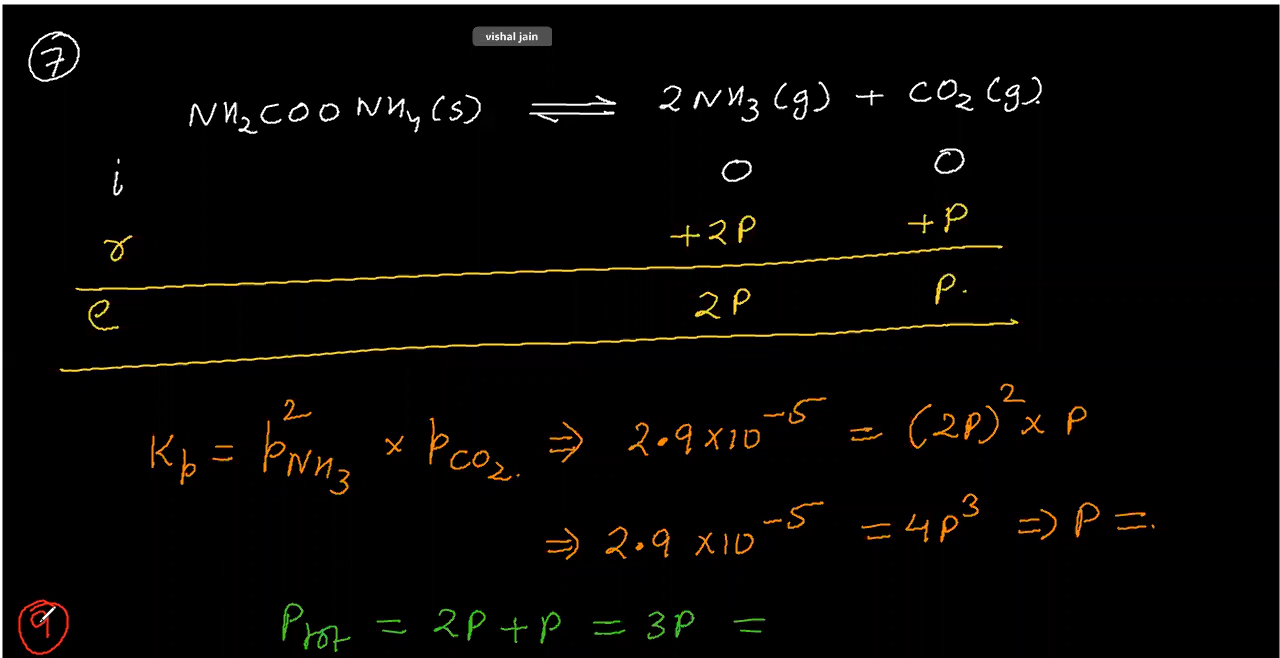 vishal jain
7
NH₂COONH₄(s) ⇌ 2NH₃(g) + CO₂(g).
i 0 0
r +2P +P
e 2P P.
Kp = p²NH₃ × pCO₂. ⇒ 2.9×10⁻⁵ = (2P)² × P
⇒ 2.9×10⁻⁵ = 4P³ ⇒ P =.
9 Ptot = 2P + P = 3P =